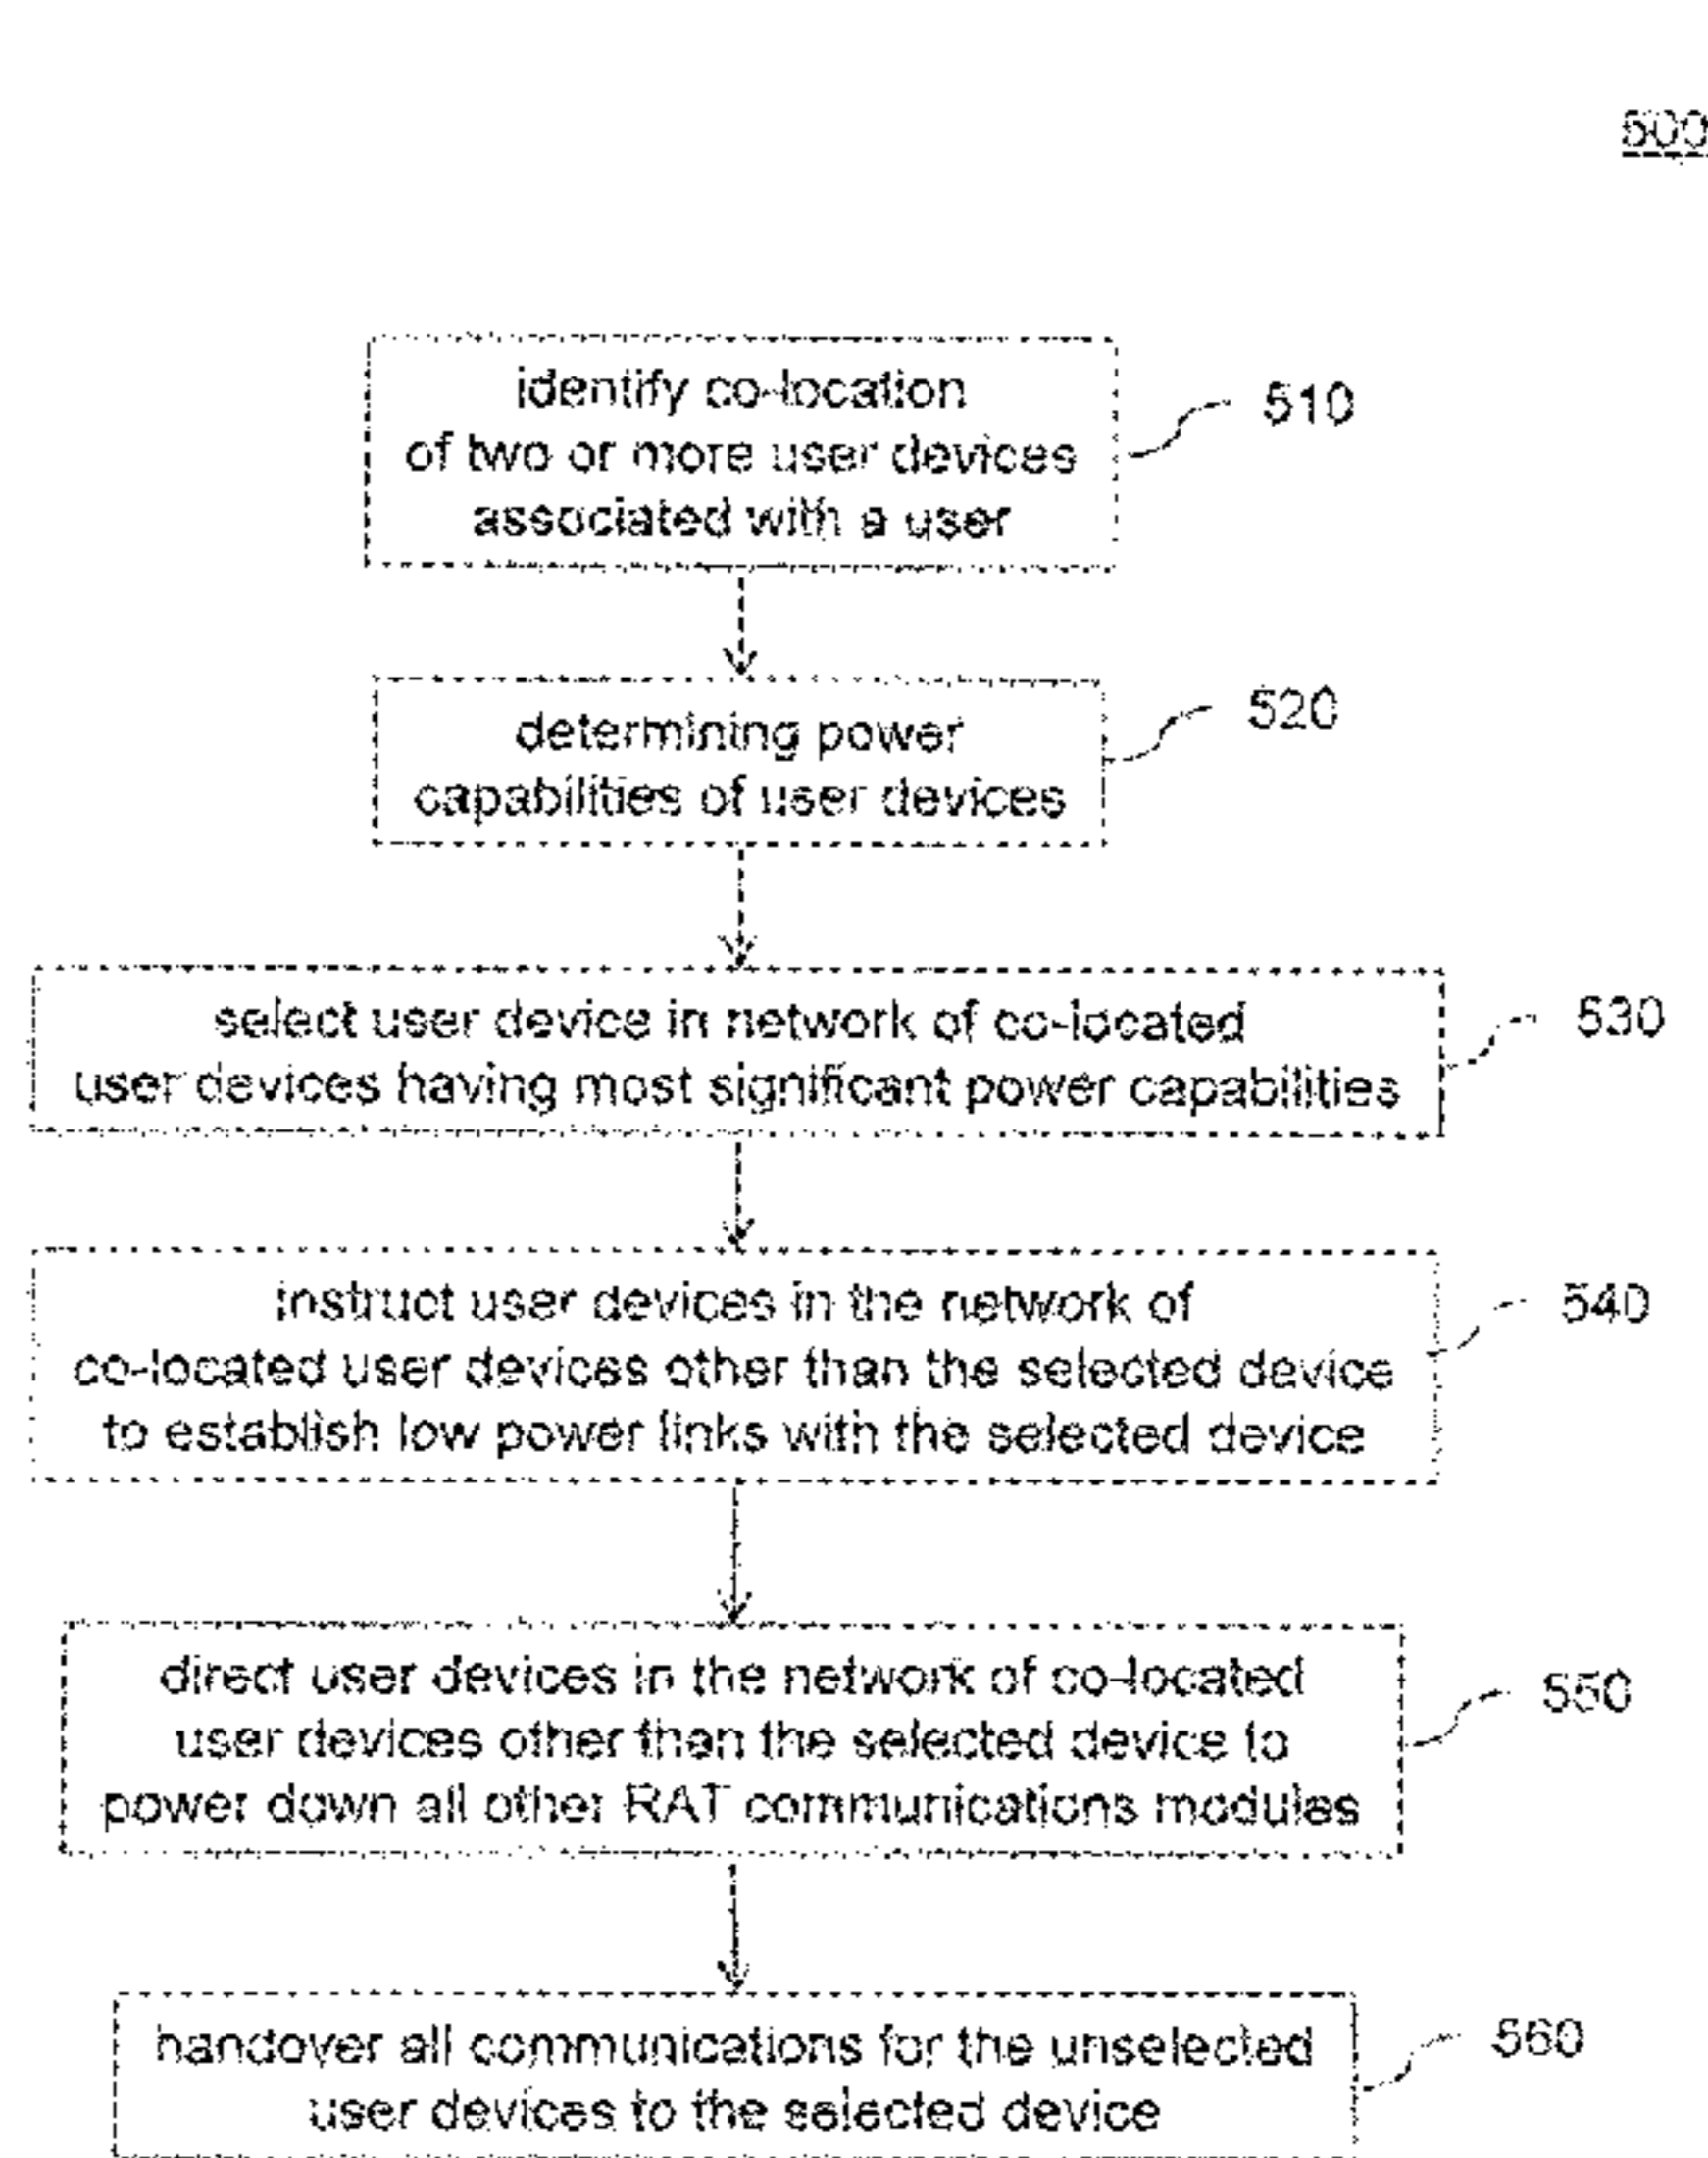 500
identify co-location
of two or more user devices
associated with a user
510
determining power
capabilities of user devices
520
select user device in network of co-located
user devices having most significant power capabilities
530
instruct user devices in the network of
co-located user devices other than the selected device
to establish low power links with the selected device
540
direct user devices in the network of co-located
user devices other than the selected device to
power down all other RAT communications modules
550
handover all communications for the unselected
user devices to the selected device
560